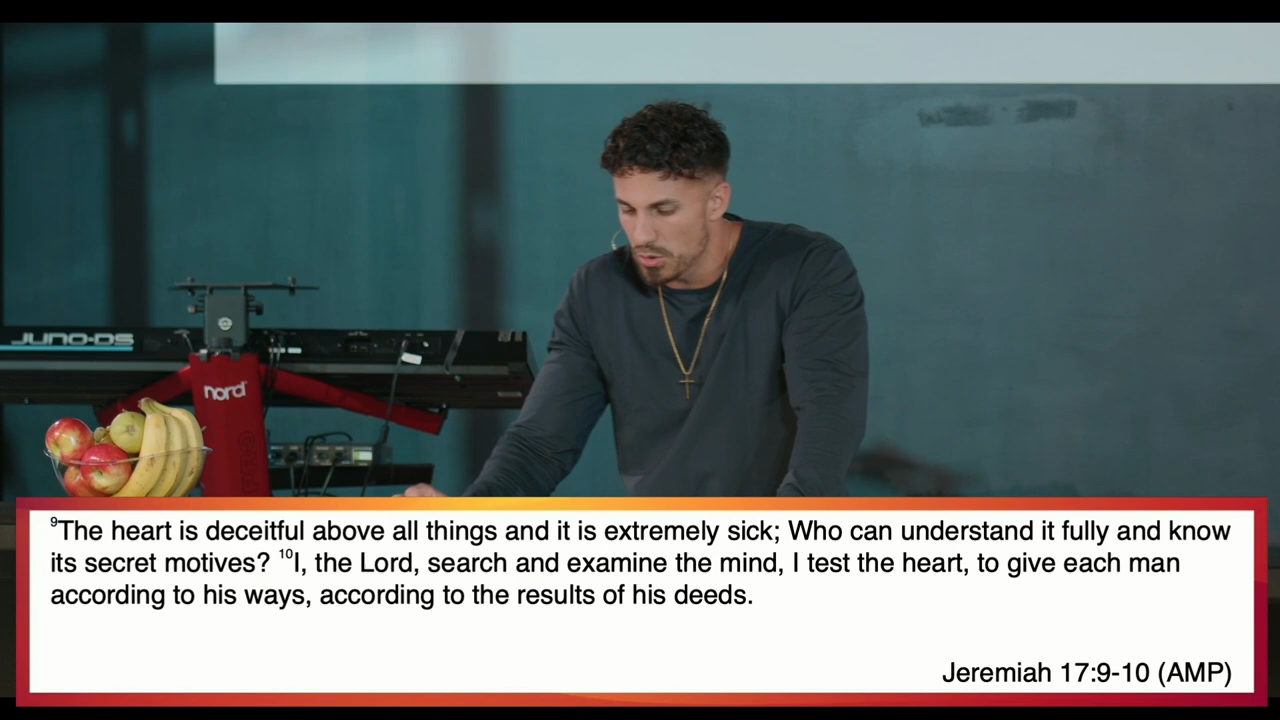 JUNO-DS
nord
⁹The heart is deceitful above all things and it is extremely sick; Who can understand it fully and know
its secret motives? ¹⁰I, the Lord, search and examine the mind, I test the heart, to give each man
according to his ways, according to the results of his deeds.
Jeremiah 17:9-10 (AMP)